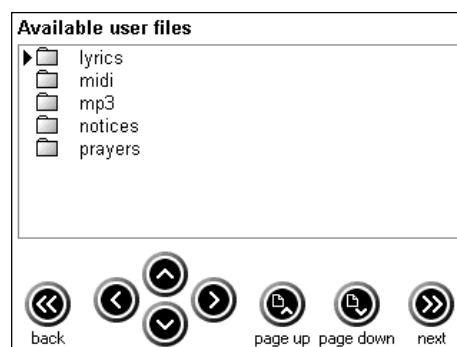 Available user files
lyrics
midi
mp3
notices
prayers
back page up page down next